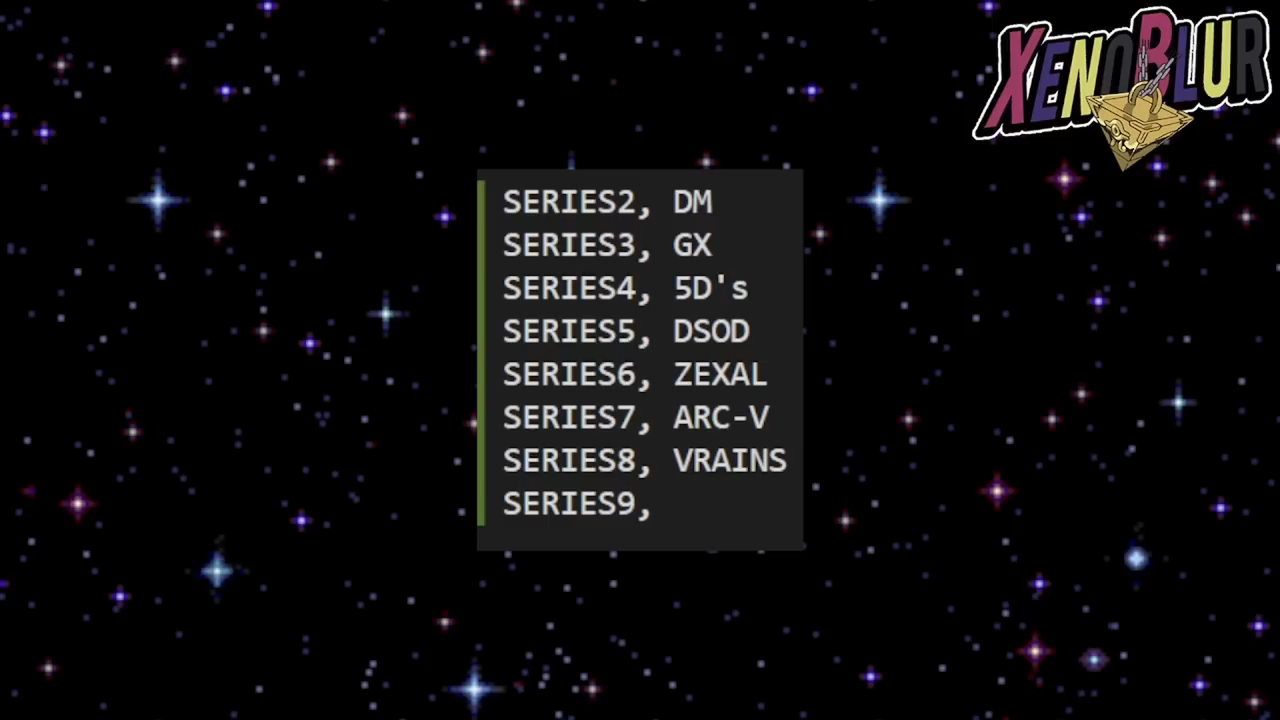 XENOBLUR
SERIES2, DM
SERIES3, GX
SERIES4, 5D's
SERIES5, DSOD
SERIES6, ZEXAL
SERIES7, ARC-V
SERIES8, VRAINS
SERIES9,